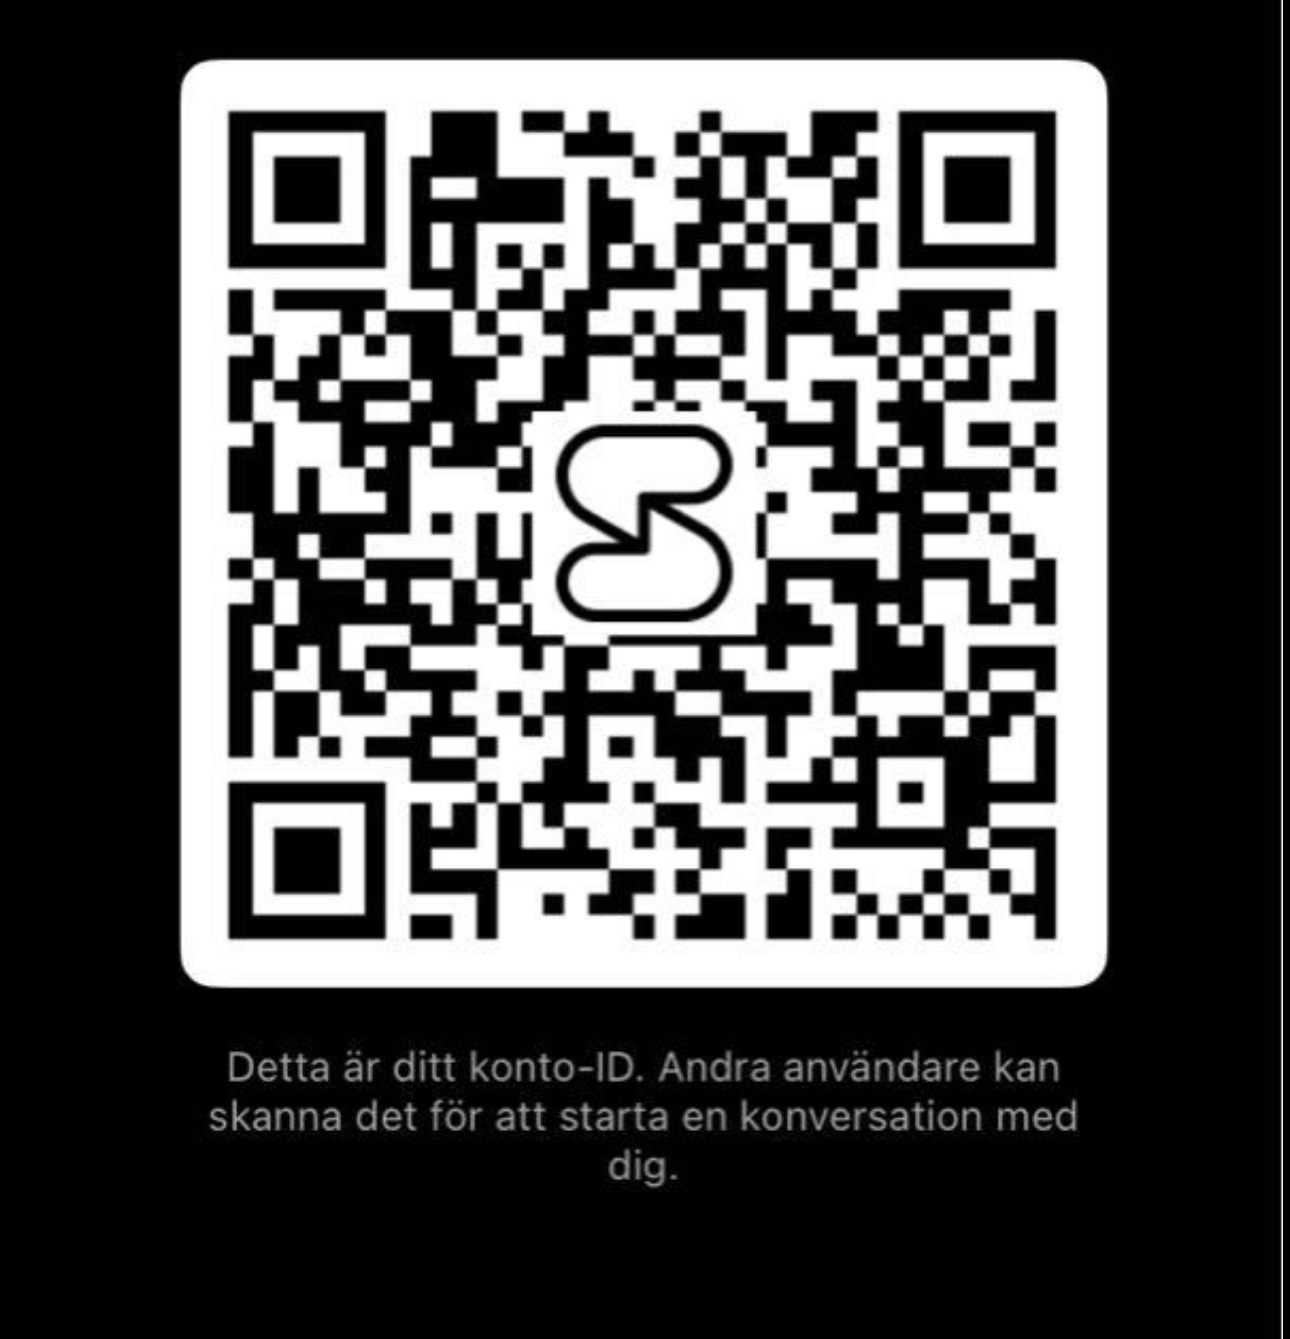 Detta är ditt konto-ID. Andra användare kan
skanna det för att starta en konversation med
dig.